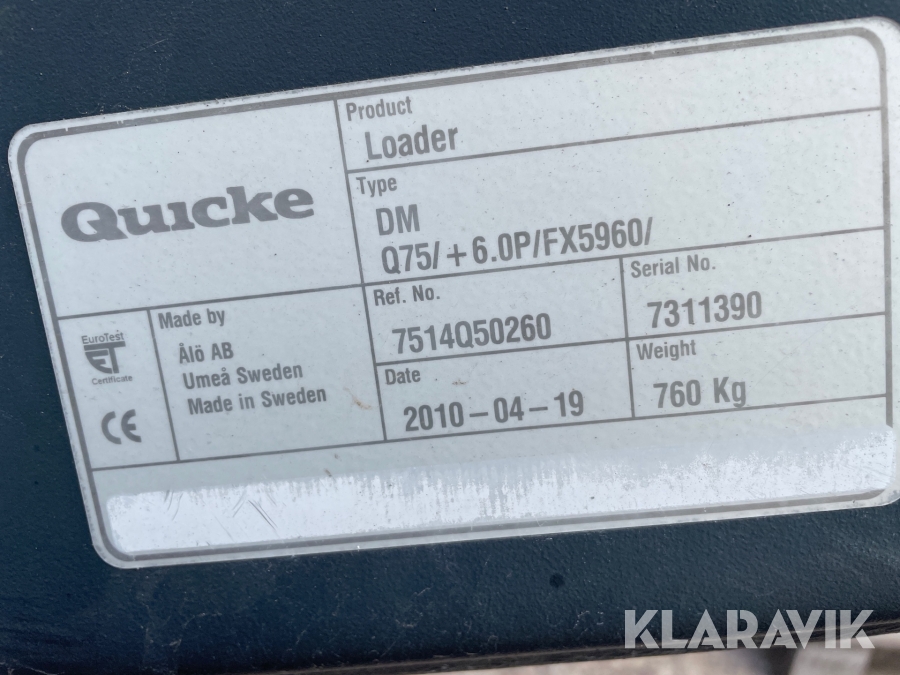 Quicke
Product
Loader
Type
DM
Q75/+6.0P/FX5960/
EuroTest
ET
Certificate
CE
Made by
Ålö AB
Umeå Sweden
Made in Sweden
Ref. No.
7514Q50260
Serial No.
7311390
Date
2010-04-19
Weight
760 Kg
KLARAVIK